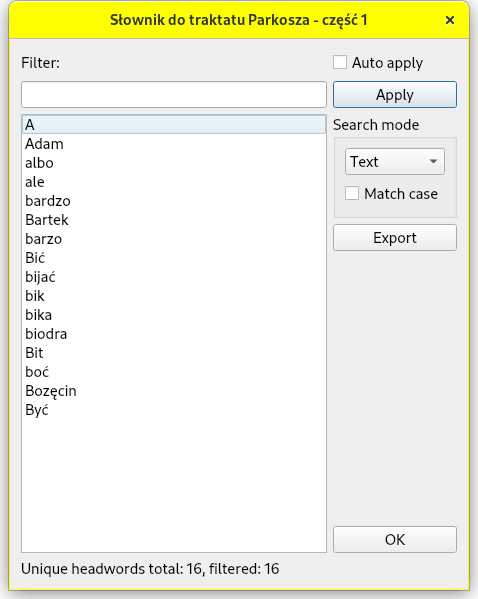 Słownik do traktatu Parkosza - część 1
Filter:
Auto apply
Apply
A
Adam
albo
ale
bardzo
Bartek
barzo
Bić
bijać
bik
bika
biodra
Bit
boć
Bozęcin
Być
Search mode
Text
Match case
Export
OK
Unique headwords total: 16, filtered: 16